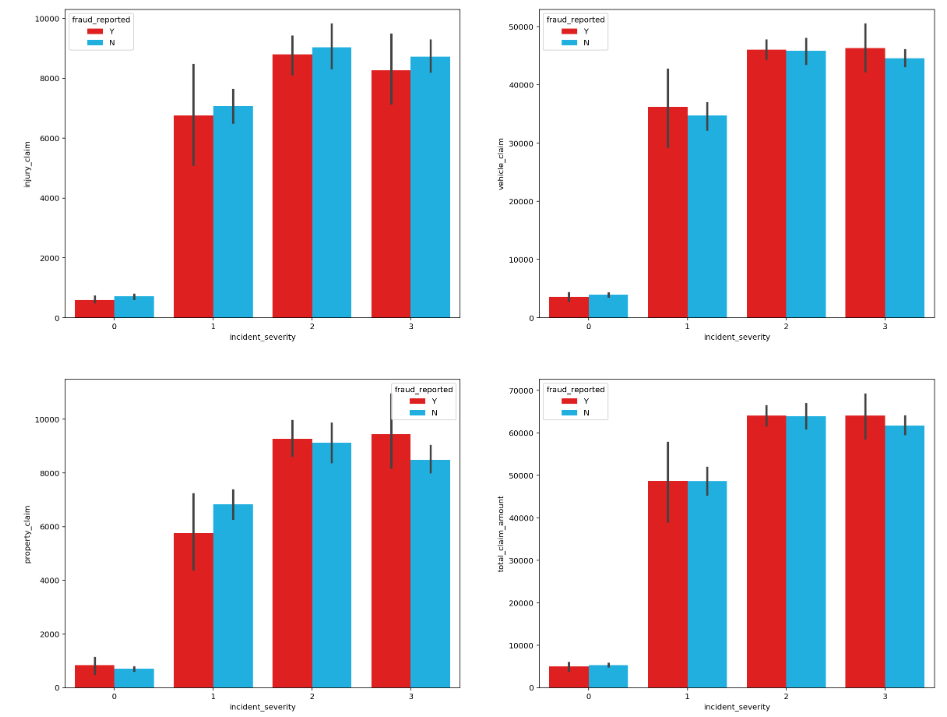 fraud_reported
Y
N
10000
8000
6000
4000
2000
0
injury_claim
0 1 2 3
incident_severity
fraud_reported
Y
N
50000
40000
30000
20000
10000
0
vehicle_claim
0 1 2 3
incident_severity
fraud_reported
Y
N
10000
8000
6000
4000
2000
0
property_claim
0 1 2 3
incident_severity
fraud_reported
Y
N
70000
60000
50000
40000
30000
20000
10000
0
total_claim_amount
0 1 2 3
incident_severity